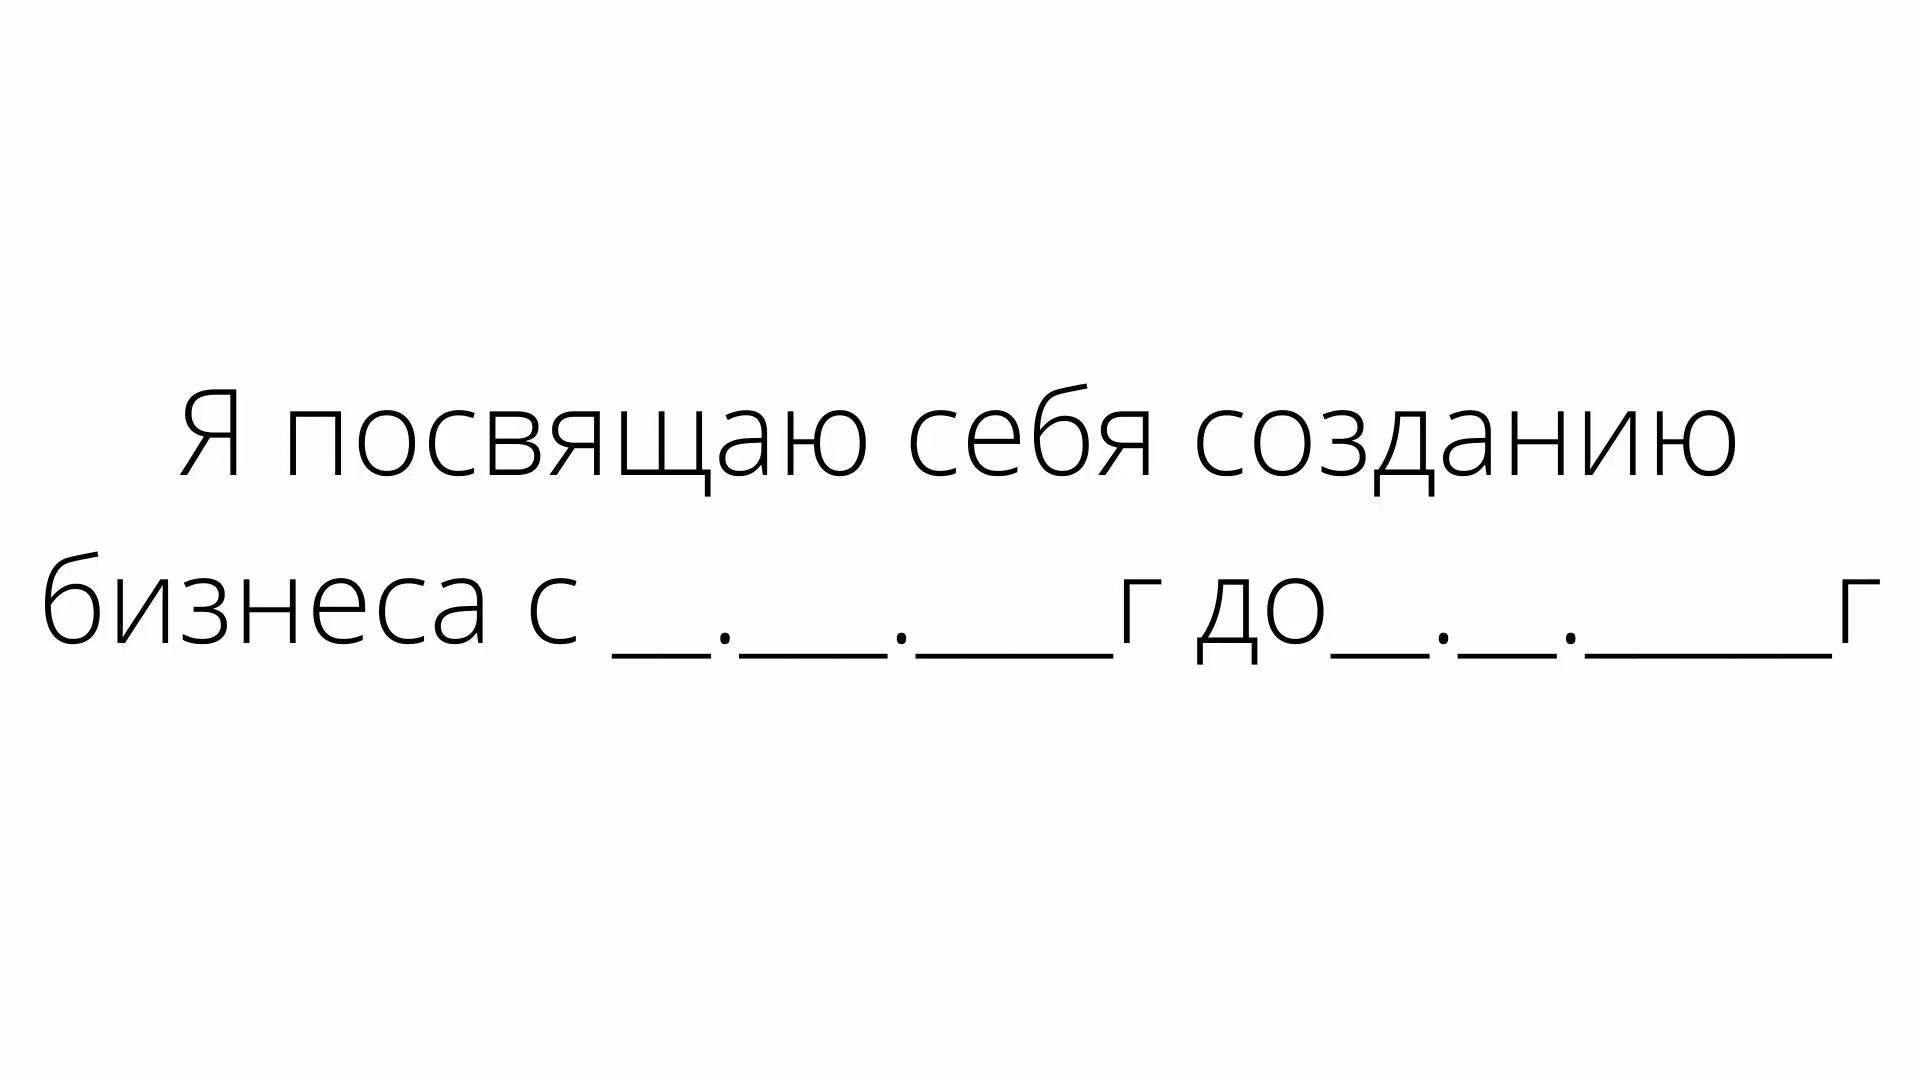 Я посвящаю себя созданию
бизнеса с __.___.____г до__.__._____г